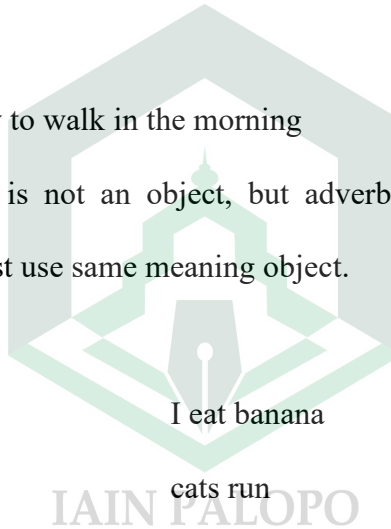 to walk in the morning
is not an object, but adverb
use same meaning object.
I eat banana
cats run
IAIN PALOPO